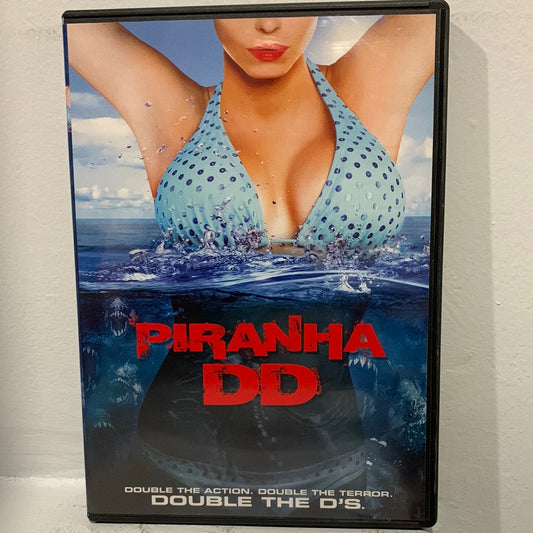 PIRANHA
DD
DOUBLE THE ACTION. DOUBLE THE TERROR.
DOUBLE THE D'S.